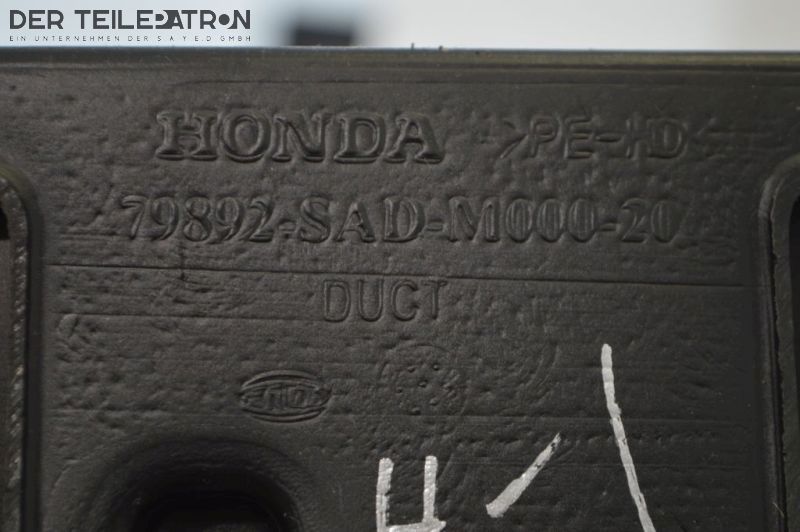 DER TEILEPATRON
EIN UNTERNEHMEN DER S A Y E.D GMBH
HONDA >PE-HD<
79892-SAD-M000-20
DUCT